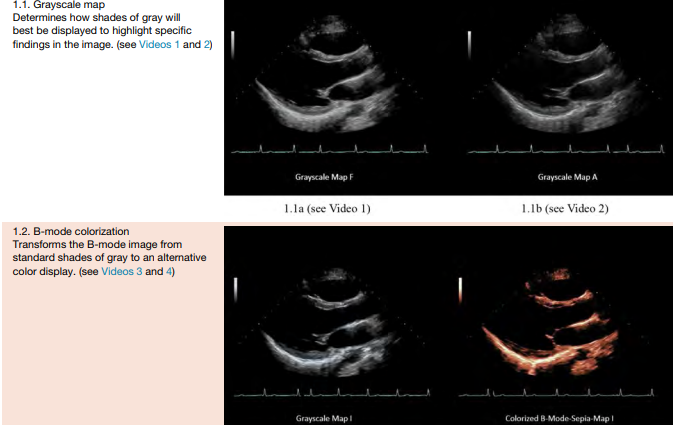 1.1. Grayscale map
Determines how shades of gray will
best be displayed to highlight specific
findings in the image. (see Videos 1 and 2)
Grayscale Map F
Grayscale Map A
1.1a (see Video 1)
1.1b (see Video 2)
1.2. B-mode colorization
Transforms the B-mode image from
standard shades of gray to an alternative
color display. (see Videos 3 and 4)
Grayscale Map I
Colorized B-Mode-Sepia-Map I